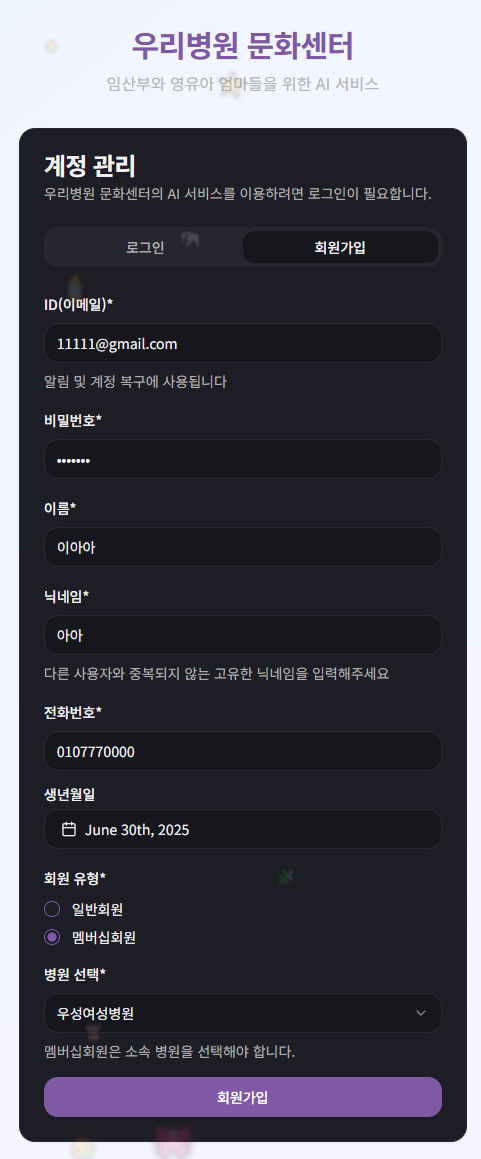 우리병원 문화센터
임산부와 영유아 엄마들을 위한 AI 서비스
계정 관리
우리병원 문화센터의 AI 서비스를 이용하려면 로그인이 필요합니다.
로그인
회원가입
ID(이메일)*
11111@gmail.com
알림 및 계정 복구에 사용됩니다
비밀번호*
•••••••
이름*
이아아
닉네임*
아아
다른 사용자와 중복되지 않는 고유한 닉네임을 입력해주세요
전화번호*
0107770000
생년월일
June 30th, 2025
회원 유형*
일반회원
멤버십회원
병원 선택*
우성여성병원
멤버십회원은 소속 병원을 선택해야 합니다.
회원가입